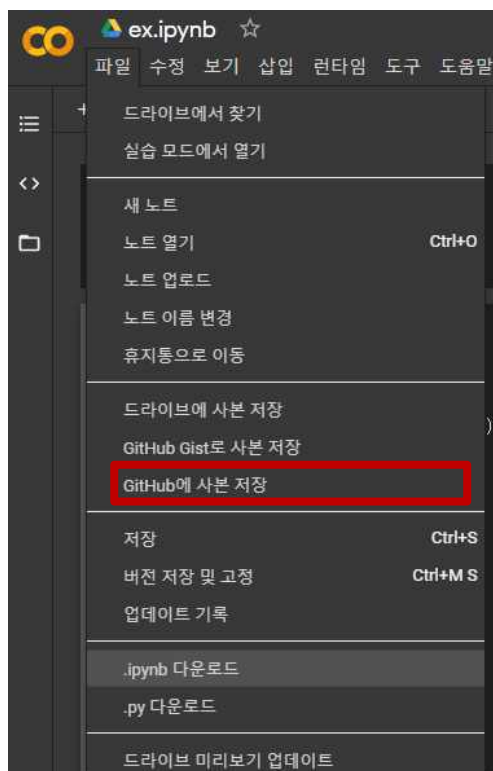 CO
ex.ipynb
파일 수정 보기 삽입 런타임 도구 도움말
+
드라이브에서 찾기
실습 모드에서 열기
<>
새 노트
노트 열기 Ctrl+O
노트 업로드
노트 이름 변경
휴지통으로 이동
드라이브에 사본 저장
GitHub Gist로 사본 저장
)
GitHub에 사본 저장
저장 Ctrl+S
버전 저장 및 고정 Ctrl+M S
업데이트 기록
.ipynb 다운로드
.py 다운로드
드라이브 미리보기 업데이트